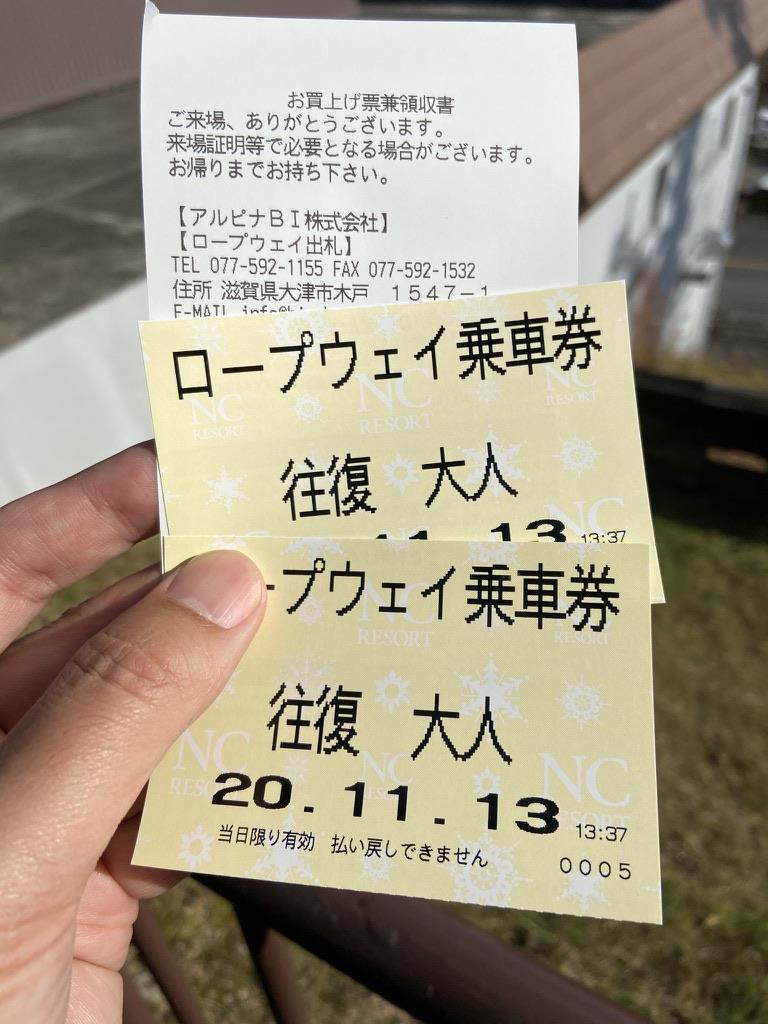 お買上げ票兼領収書
ご来場、ありがとうございます。
来場証明等で必要となる場合がございます。
お帰りまでお持ち下さい。
【アルピナＢＩ株式会社】
【ロープウェイ出札】
TEL 077-592-1155 FAX 077-592-1532
住所 滋賀県大津市木戸 １５４７－１
E-MAIL
ロープウェイ乗車券
NC RESORT
往復 大人
11.13 13:37
ープウェイ乗車券
NC RESORT
往復 大人
20.11.13 13:37
当日限り有効 払い戻しできません
0005